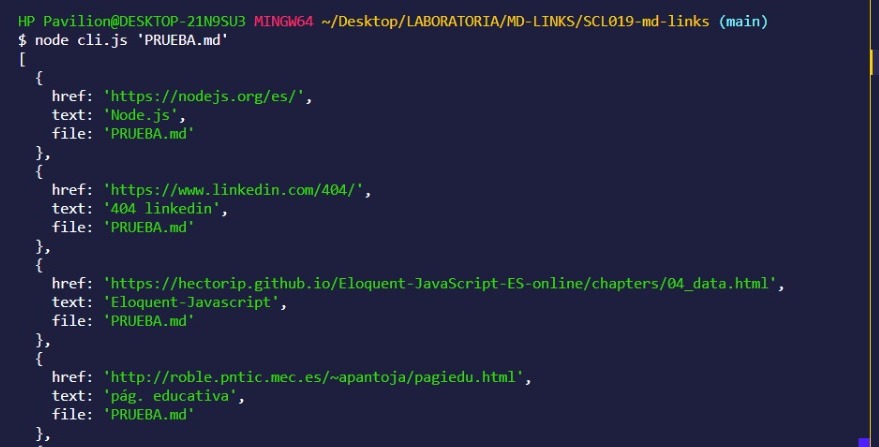 HP Pavilion@DESKTOP-21N9SU3 MINGW64 ~/Desktop/LABORATORIA/MD-LINKS/SCL019-md-links (main)
$ node cli.js 'PRUEBA.md'
[
  {
    href: 'https://nodejs.org/es/',
    text: 'Node.js',
    file: 'PRUEBA.md'
  },
  {
    href: 'https://www.linkedin.com/404/',
    text: '404 linkedin',
    file: 'PRUEBA.md'
  },
  {
    href: 'https://hectorip.github.io/Eloquent-JavaScript-ES-online/chapters/04_data.html',
    text: 'Eloquent-Javascript',
    file: 'PRUEBA.md'
  },
  {
    href: 'http://roble.pntic.mec.es/~apantoja/pagiedu.html',
    text: 'pág. educativa',
    file: 'PRUEBA.md'
  },